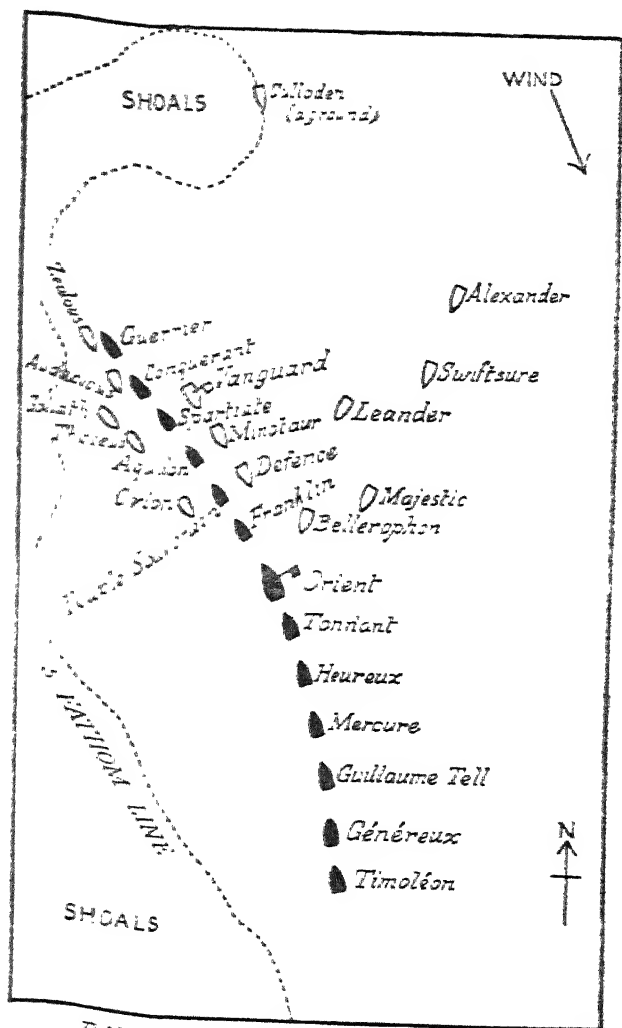 WIND
SHOALS
Culloden
(aground)
Zealous
Alexander
Guerrier
Conquerant
Vanguard
Swiftsure
Audacious
Goliath
Theseus
Spartiate
Minotaur
Leander
Aquilon
Defence
Orion
Franklin
Majestic
Bellerophon
Peuple Souverain
Orient
Tonnant
Heureux
Mercure
5 FATHOM LINE
Guillaume Tell
N
Généreux
Timoléon
SHOALS